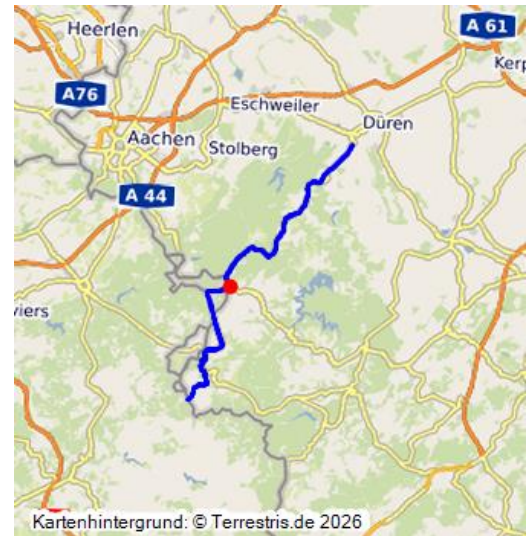 Heerlen
A 61
A76
Kerp
Eschweiler
Düren
Aachen
Stolberg
A 44
viers
Kartenhintergrund: © Terrestris.de 2026